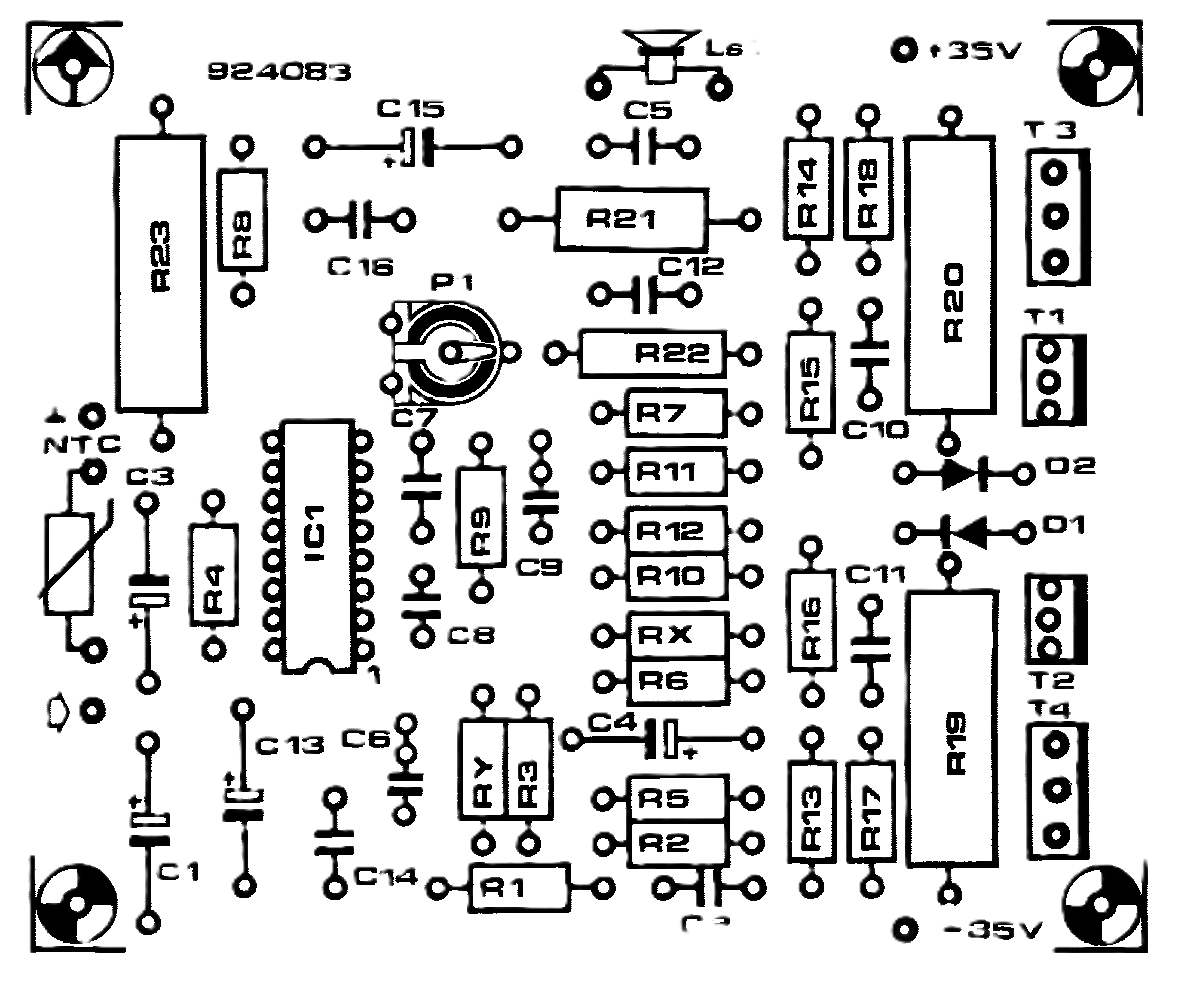 924083
Ls
+35V
C15
C5
T3
R14
R18
R23
R8
R21
C16
C12
P1
R20
T1
R22
R15
R7
C10
C7
NTC
C3
R11
D2
IC1
R9
R12
D1
C9
R4
R10
C11
C8
RX
R16
1
R6
T2
T4
C4
C13
C6
R19
RY
R3
R5
R13
R17
R2
C1
C14
R1
-35V